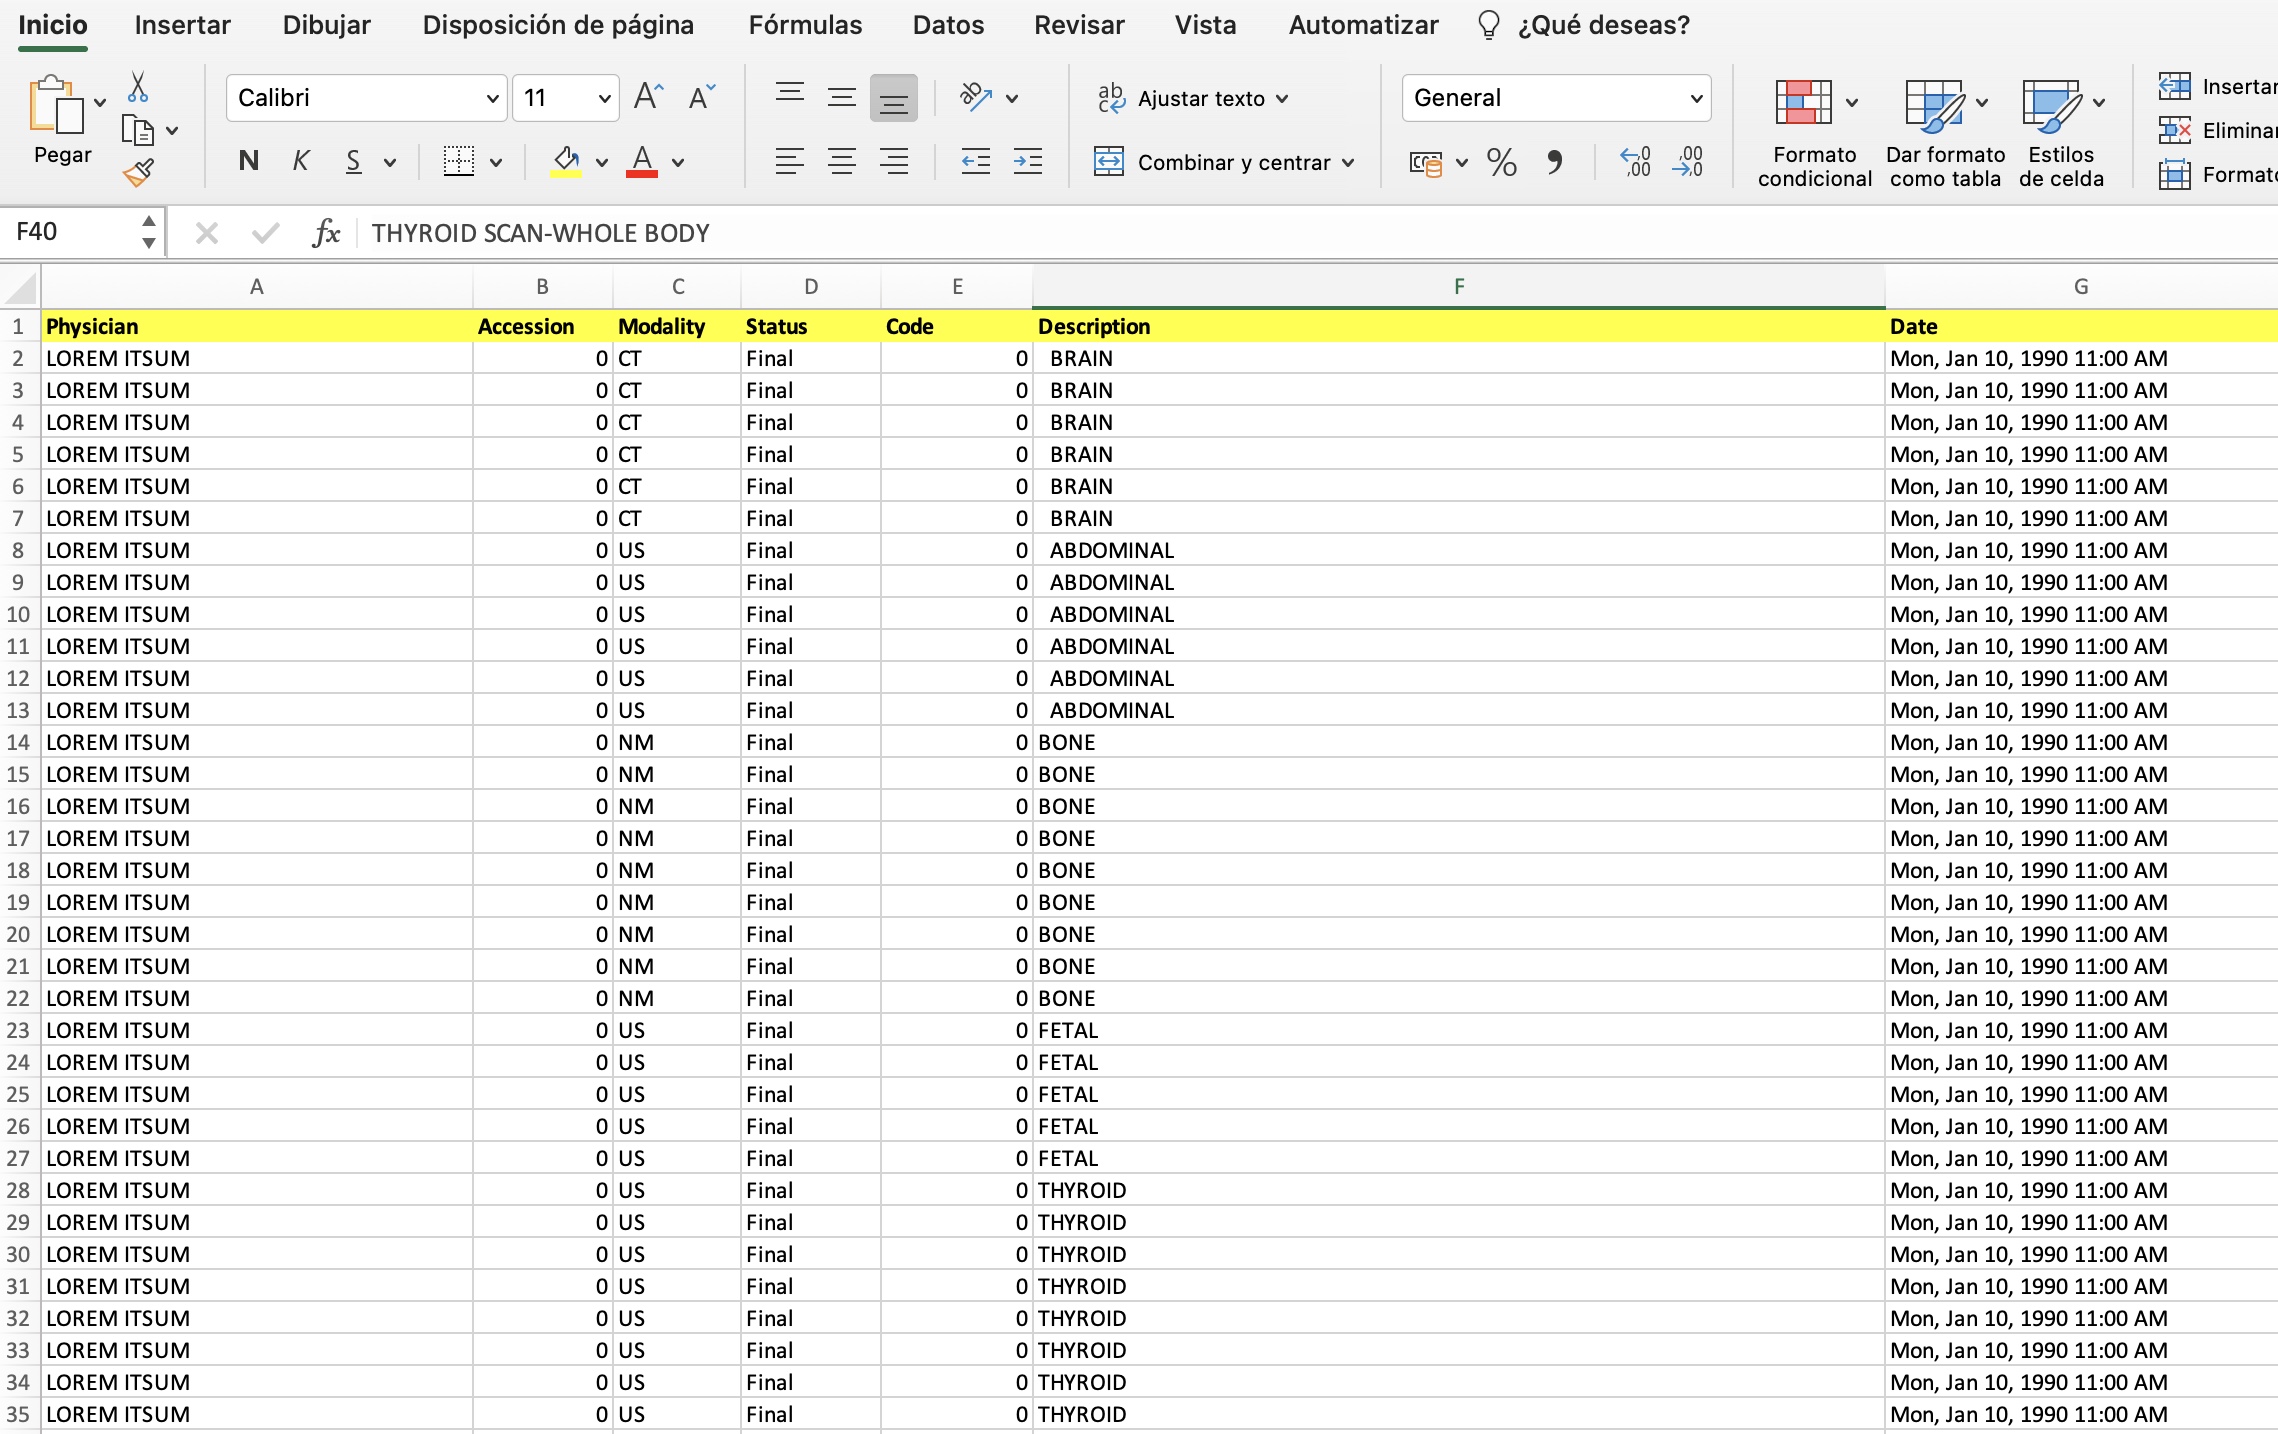 Inicio Insertar Dibujar Disposición de página Fórmulas Datos Revisar Vista Automatizar ¿Qué deseas?
Pegar
Calibri 11
N K S
Ajustar texto
Combinar y centrar
General
Formato condicional
Dar formato como tabla
Estilos de celda
Insertar
Eliminar
F40 fx THYROID SCAN-WHOLE BODY
A B C D E F G
1 Physician Accession Modality Status Code Description Date
2 LOREM ITSUM 0 CT Final 0 BRAIN Mon, Jan 10, 1990 11:00 AM
3 LOREM ITSUM 0 CT Final 0 BRAIN Mon, Jan 10, 1990 11:00 AM
4 LOREM ITSUM 0 CT Final 0 BRAIN Mon, Jan 10, 1990 11:00 AM
5 LOREM ITSUM 0 CT Final 0 BRAIN Mon, Jan 10, 1990 11:00 AM
6 LOREM ITSUM 0 CT Final 0 BRAIN Mon, Jan 10, 1990 11:00 AM
7 LOREM ITSUM 0 CT Final 0 BRAIN Mon, Jan 10, 1990 11:00 AM
8 LOREM ITSUM 0 US Final 0 ABDOMINAL Mon, Jan 10, 1990 11:00 AM
9 LOREM ITSUM 0 US Final 0 ABDOMINAL Mon, Jan 10, 1990 11:00 AM
10 LOREM ITSUM 0 US Final 0 ABDOMINAL Mon, Jan 10, 1990 11:00 AM
11 LOREM ITSUM 0 US Final 0 ABDOMINAL Mon, Jan 10, 1990 11:00 AM
12 LOREM ITSUM 0 US Final 0 ABDOMINAL Mon, Jan 10, 1990 11:00 AM
13 LOREM ITSUM 0 US Final 0 ABDOMINAL Mon, Jan 10, 1990 11:00 AM
14 LOREM ITSUM 0 NM Final 0 BONE Mon, Jan 10, 1990 11:00 AM
15 LOREM ITSUM 0 NM Final 0 BONE Mon, Jan 10, 1990 11:00 AM
16 LOREM ITSUM 0 NM Final 0 BONE Mon, Jan 10, 1990 11:00 AM
17 LOREM ITSUM 0 NM Final 0 BONE Mon, Jan 10, 1990 11:00 AM
18 LOREM ITSUM 0 NM Final 0 BONE Mon, Jan 10, 1990 11:00 AM
19 LOREM ITSUM 0 NM Final 0 BONE Mon, Jan 10, 1990 11:00 AM
20 LOREM ITSUM 0 NM Final 0 BONE Mon, Jan 10, 1990 11:00 AM
21 LOREM ITSUM 0 NM Final 0 BONE Mon, Jan 10, 1990 11:00 AM
22 LOREM ITSUM 0 NM Final 0 BONE Mon, Jan 10, 1990 11:00 AM
23 LOREM ITSUM 0 US Final 0 FETAL Mon, Jan 10, 1990 11:00 AM
24 LOREM ITSUM 0 US Final 0 FETAL Mon, Jan 10, 1990 11:00 AM
25 LOREM ITSUM 0 US Final 0 FETAL Mon, Jan 10, 1990 11:00 AM
26 LOREM ITSUM 0 US Final 0 FETAL Mon, Jan 10, 1990 11:00 AM
27 LOREM ITSUM 0 US Final 0 FETAL Mon, Jan 10, 1990 11:00 AM
28 LOREM ITSUM 0 US Final 0 THYROID Mon, Jan 10, 1990 11:00 AM
29 LOREM ITSUM 0 US Final 0 THYROID Mon, Jan 10, 1990 11:00 AM
30 LOREM ITSUM 0 US Final 0 THYROID Mon, Jan 10, 1990 11:00 AM
31 LOREM ITSUM 0 US Final 0 THYROID Mon, Jan 10, 1990 11:00 AM
32 LOREM ITSUM 0 US Final 0 THYROID Mon, Jan 10, 1990 11:00 AM
33 LOREM ITSUM 0 US Final 0 THYROID Mon, Jan 10, 1990 11:00 AM
34 LOREM ITSUM 0 US Final 0 THYROID Mon, Jan 10, 1990 11:00 AM
35 LOREM ITSUM 0 US Final 0 THYROID Mon, Jan 10, 1990 11:00 AM